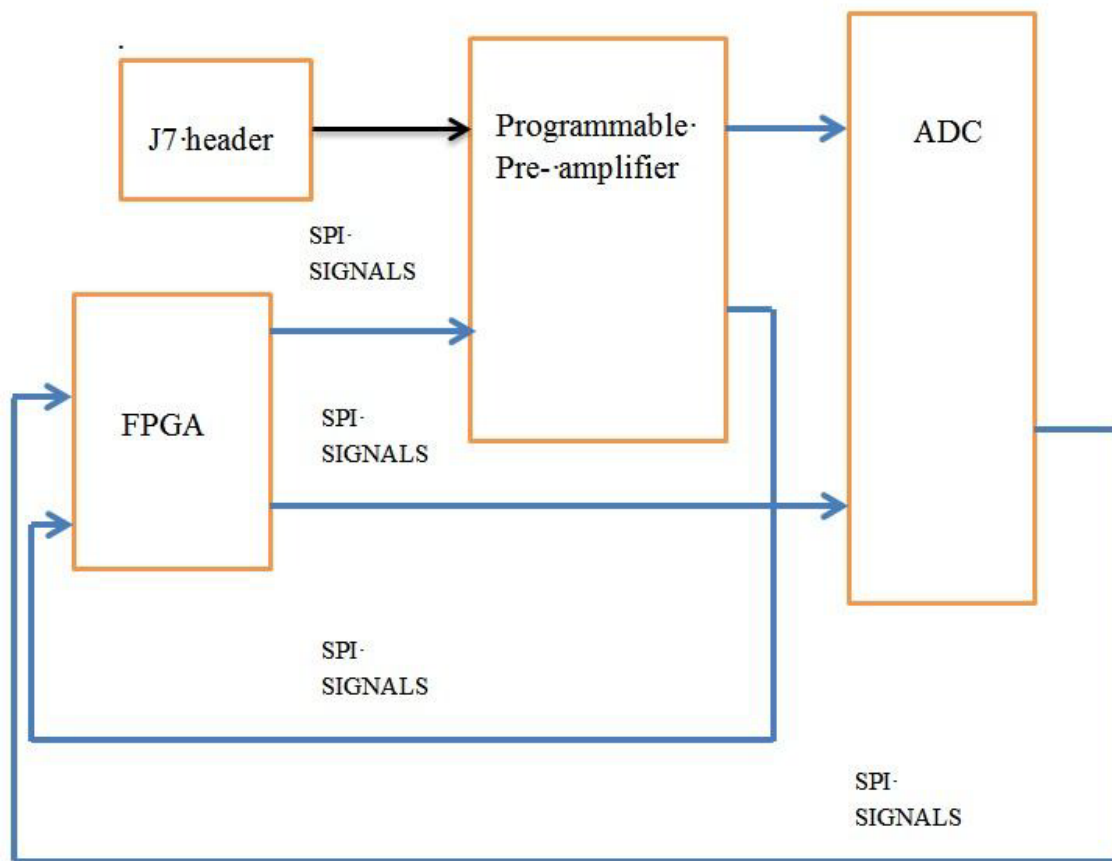 J7·header
Programmable·
Pre-·amplifier
ADC
SPI·
SIGNALS
FPGA
SPI·
SIGNALS
SPI·
SIGNALS
SPI·
SIGNALS